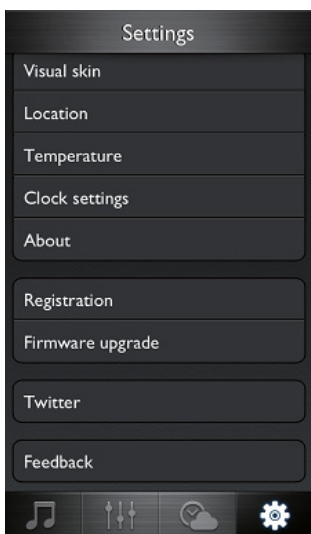 Settings
Visual skin
Location
Temperature
Clock settings
About
Registration
Firmware upgrade
Twitter
Feedback